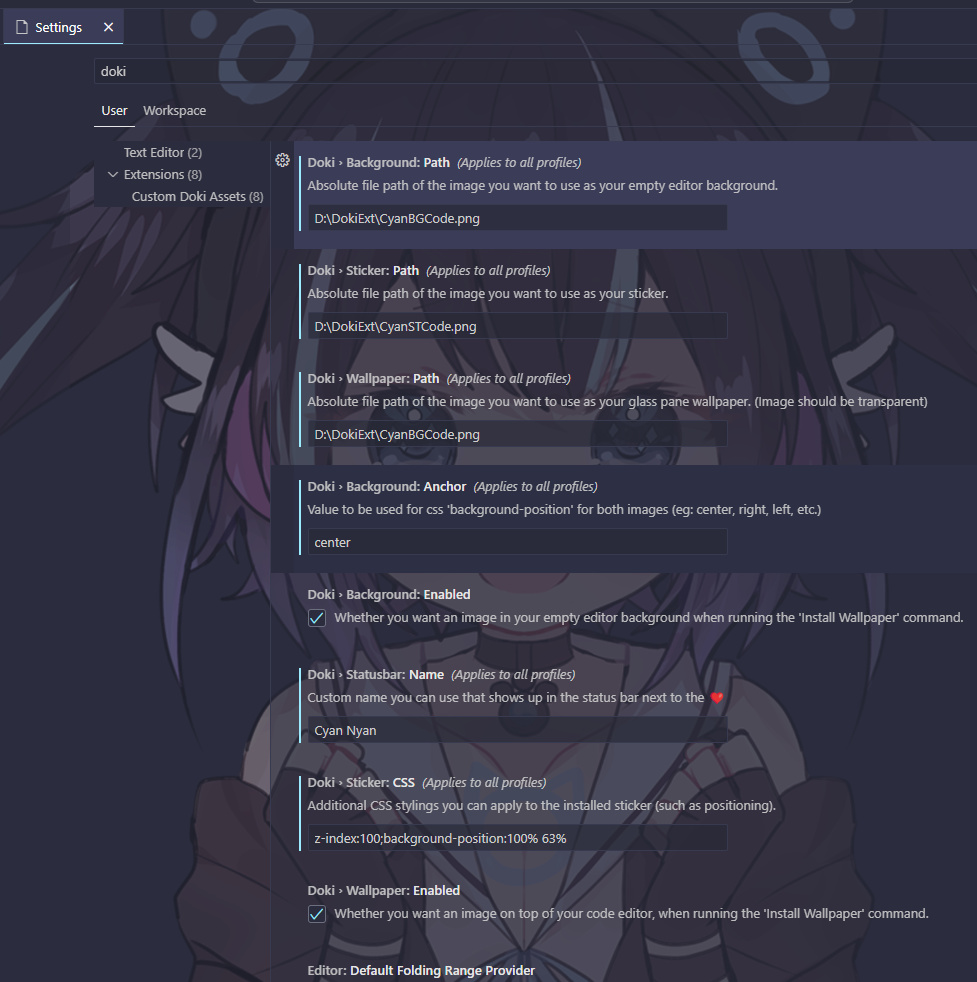 Settings
doki
User Workspace
Text Editor (2)
Extensions (8)
Custom Doki Assets (8)
Doki › Background: Path (Applies to all profiles)
Absolute file path of the image you want to use as your empty editor background.
D:\DokiExt\CyanBGCode.png
Doki › Sticker: Path (Applies to all profiles)
Absolute file path of the image you want to use as your sticker.
D:\DokiExt\CyanSTCode.png
Doki › Wallpaper: Path (Applies to all profiles)
Absolute file path of the image you want to use as your glass pane wallpaper. (Image should be transparent)
D:\DokiExt\CyanBGCode.png
Doki › Background: Anchor (Applies to all profiles)
Value to be used for css 'background-position' for both images (eg: center, right, left, etc.)
center
Doki › Background: Enabled
Whether you want an image in your empty editor background when running the 'Install Wallpaper' command.
Doki › Statusbar: Name (Applies to all profiles)
Custom name you can use that shows up in the status bar next to the ❤️
Cyan Nyan
Doki › Sticker: CSS (Applies to all profiles)
Additional CSS stylings you can apply to the installed sticker (such as positioning).
z-index:100;background-position:100% 63%
Doki › Wallpaper: Enabled
Whether you want an image on top of your code editor, when running the 'Install Wallpaper' command.
Editor: Default Folding Range Provider